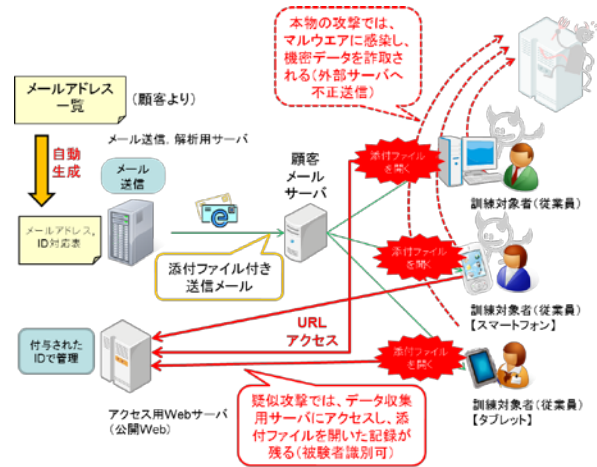 本物の攻撃では、
マルウエアに感染し、
機密データを詐取
される(外部サーバへ
不正送信)
メールアドレス
一覧
(顧客より)
自動
生成
メール送信，解析用サーバ
メール
送信
顧客
メール
サーバ
添付ファイル
を開く
訓練対象者(従業員)
メールアドレス，
ID対応表
添付ファイル付き
送信メール
添付ファイル
を開く
訓練対象者(従業員)
【スマートフォン】
URL
アクセス
付与された
IDで管理
添付ファイル
を開く
訓練対象者(従業員)
【タブレット】
アクセス用Webサーバ
(公開Web)
疑似攻撃では、データ収集
用サーバにアクセスし、添
付ファイルを開いた記録が
残る(被験者識別可)